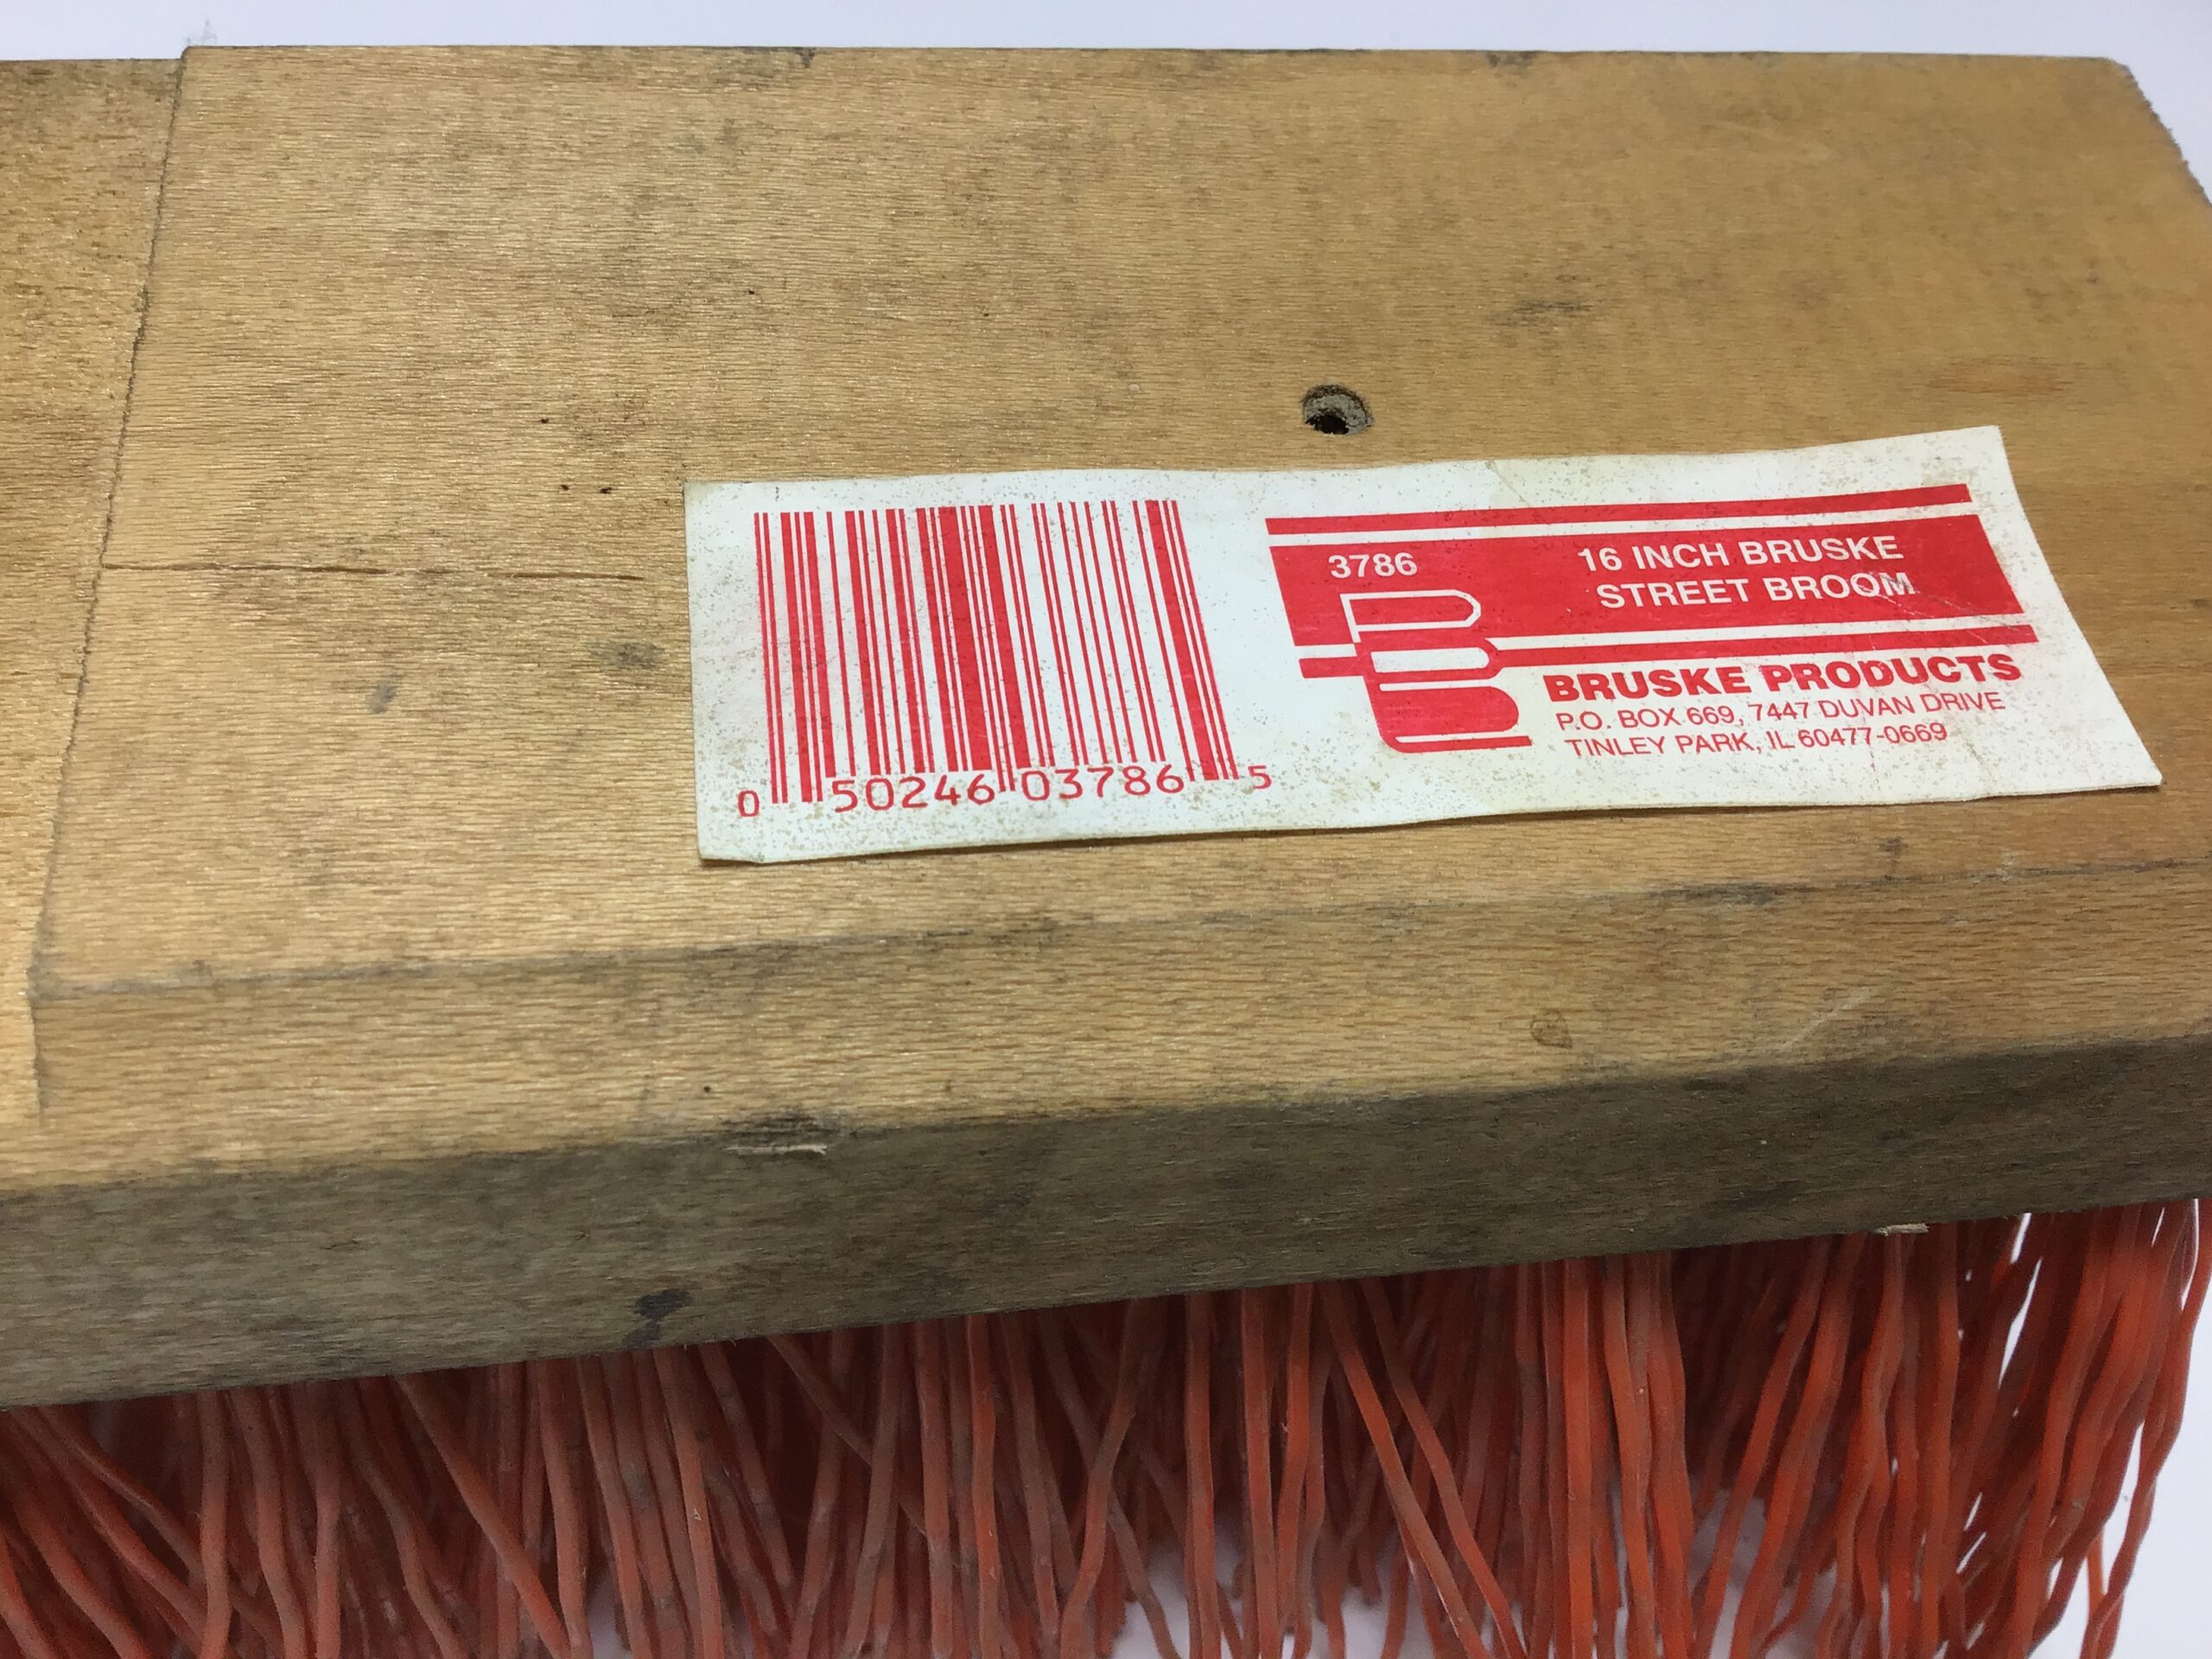 0 50246 03786 5
3786
16 INCH BRUSKE
STREET BROOM
BRUSKE PRODUCTS
P.O. BOX 669, 7447 DUVAN DRIVE
TINLEY PARK, IL 60477-0669